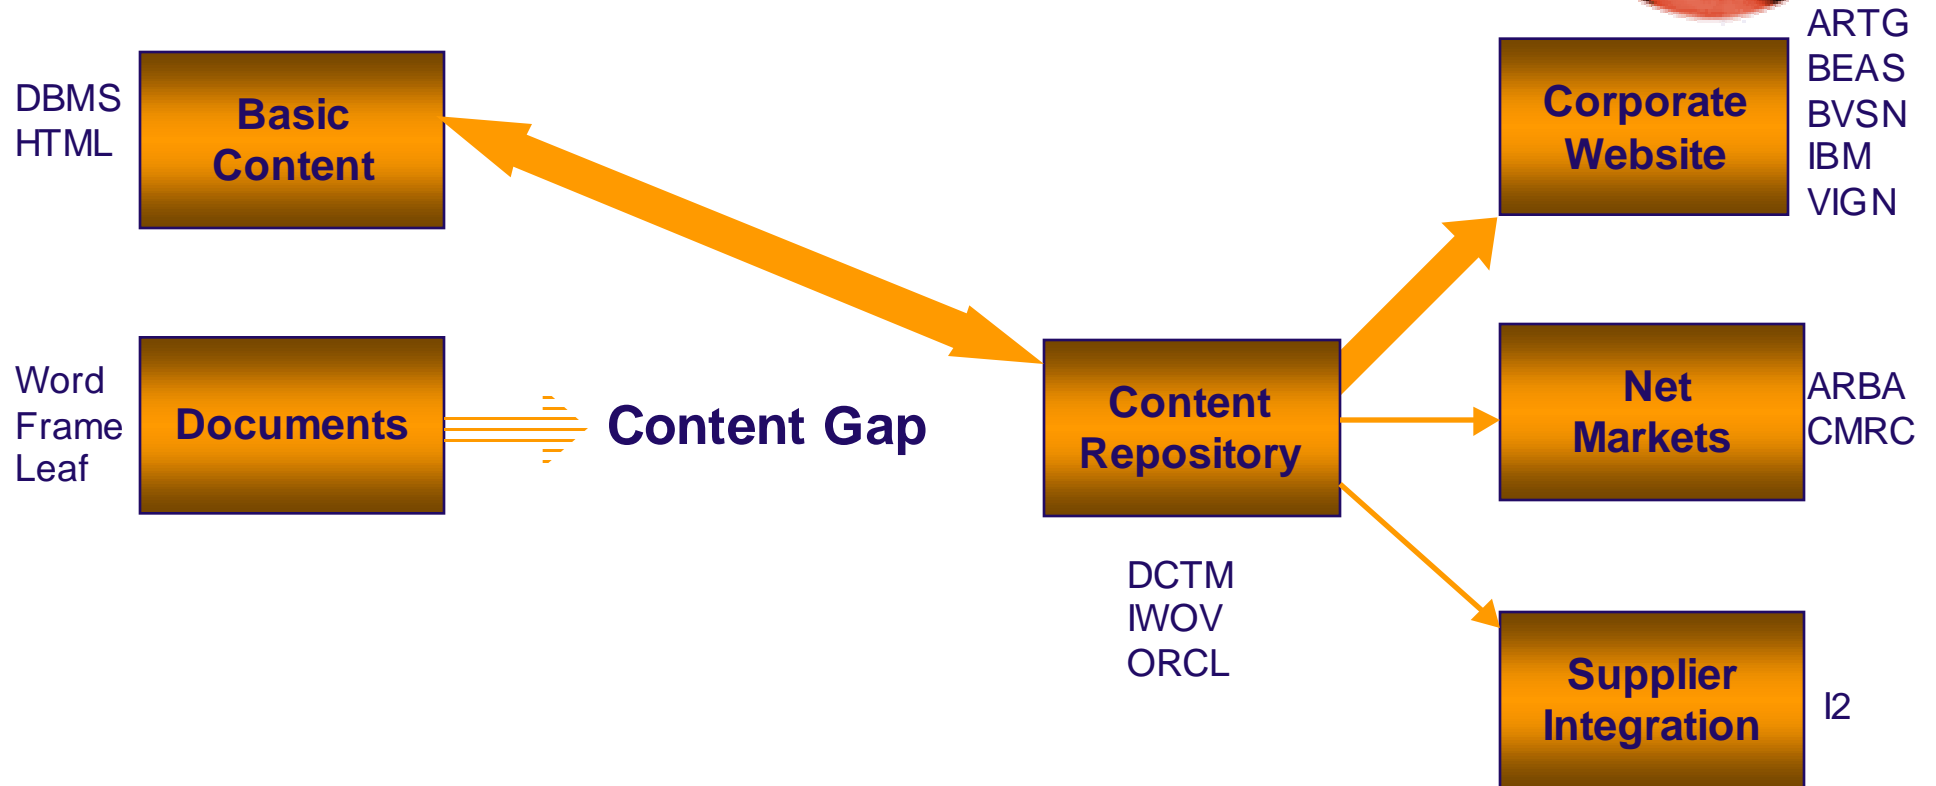 DBMS
HTML
Basic
Content
Corporate
Website
ARTG
BEAS
BVSN
IBM
VIGN
Word
Frame
Leaf
Documents
Content Gap
Content
Repository
DCTM
IWOV
ORCL
Net
Markets
ARBA
CMRC
Supplier
Integration
I2